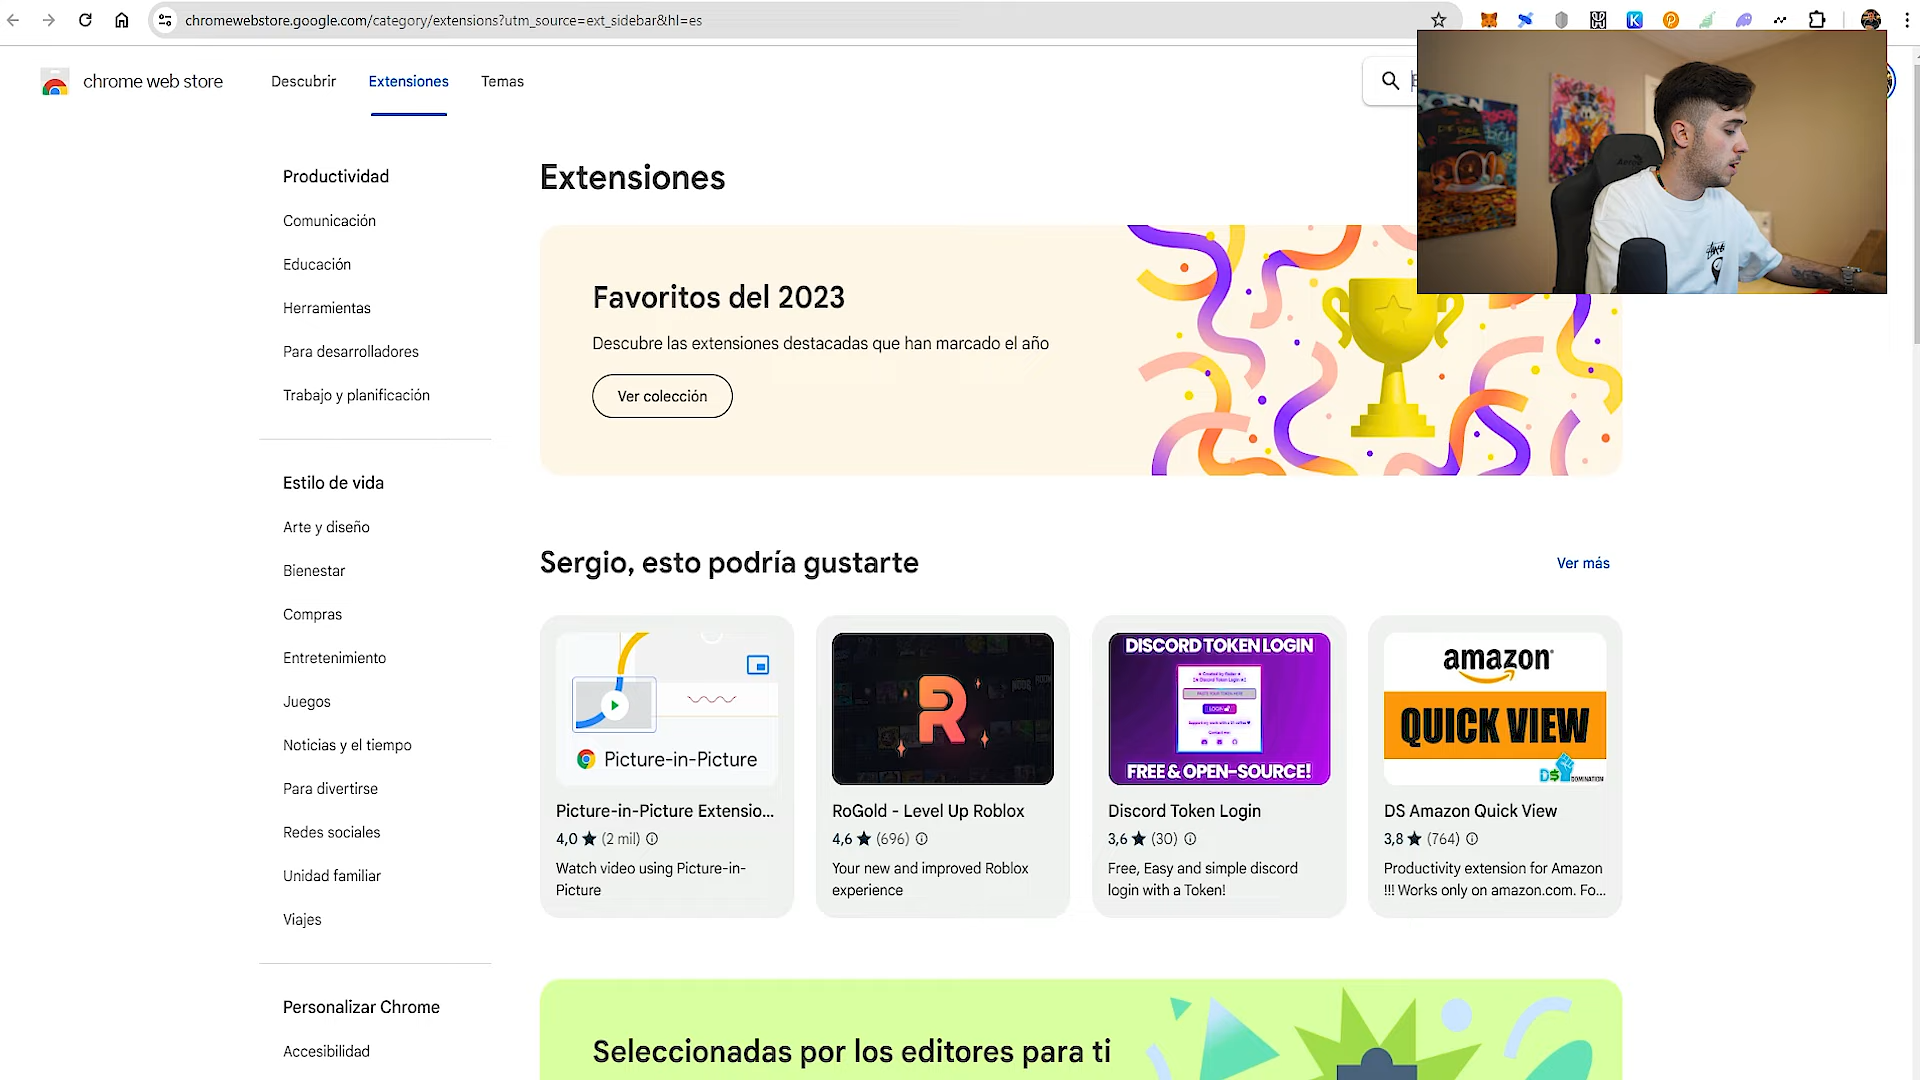 chromewebstore.google.com/category/extensions?utm_source=ext_sidebar&hl=es
chrome web store
Descubrir
Extensiones
Temas
Productividad
Comunicación
Educación
Herramientas
Para desarrolladores
Trabajo y planificación
Estilo de vida
Arte y diseño
Bienestar
Compras
Entretenimiento
Juegos
Noticias y el tiempo
Para divertirse
Redes sociales
Unidad familiar
Viajes
Personalizar Chrome
Accesibilidad
Extensiones
Favoritos del 2023
Descubre las extensiones destacadas que han marcado el año
Ver colección
Sergio, esto podría gustarte
Ver más
Picture-in-Picture
Picture-in-Picture Extensio...
4,0 ★ (2 mil)
Watch video using Picture-in-
Picture
R
RoGold - Level Up Roblox
4,6 ★ (696)
Your new and improved Roblox
experience
DISCORD TOKEN LOGIN
FREE & OPEN-SOURCE!
Discord Token Login
3,6 ★ (30)
Free, Easy and simple discord
login with a Token!
amazon
QUICK VIEW
DS DOMINATION
DS Amazon Quick View
3,8 ★ (764)
Productivity extension for Amazon
!!! Works only on amazon.com. Fo...
Seleccionadas por los editores para ti